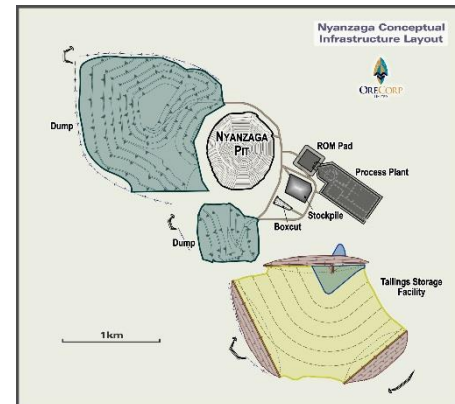 Nyanzaga Conceptual
Infrastructure Layout
ORECORP
Dump
NYANZAGA
PIT
ROM Pad
Process Plant
Stockpile
Boxcut
Dump
Tailings Storage
Facility
1km